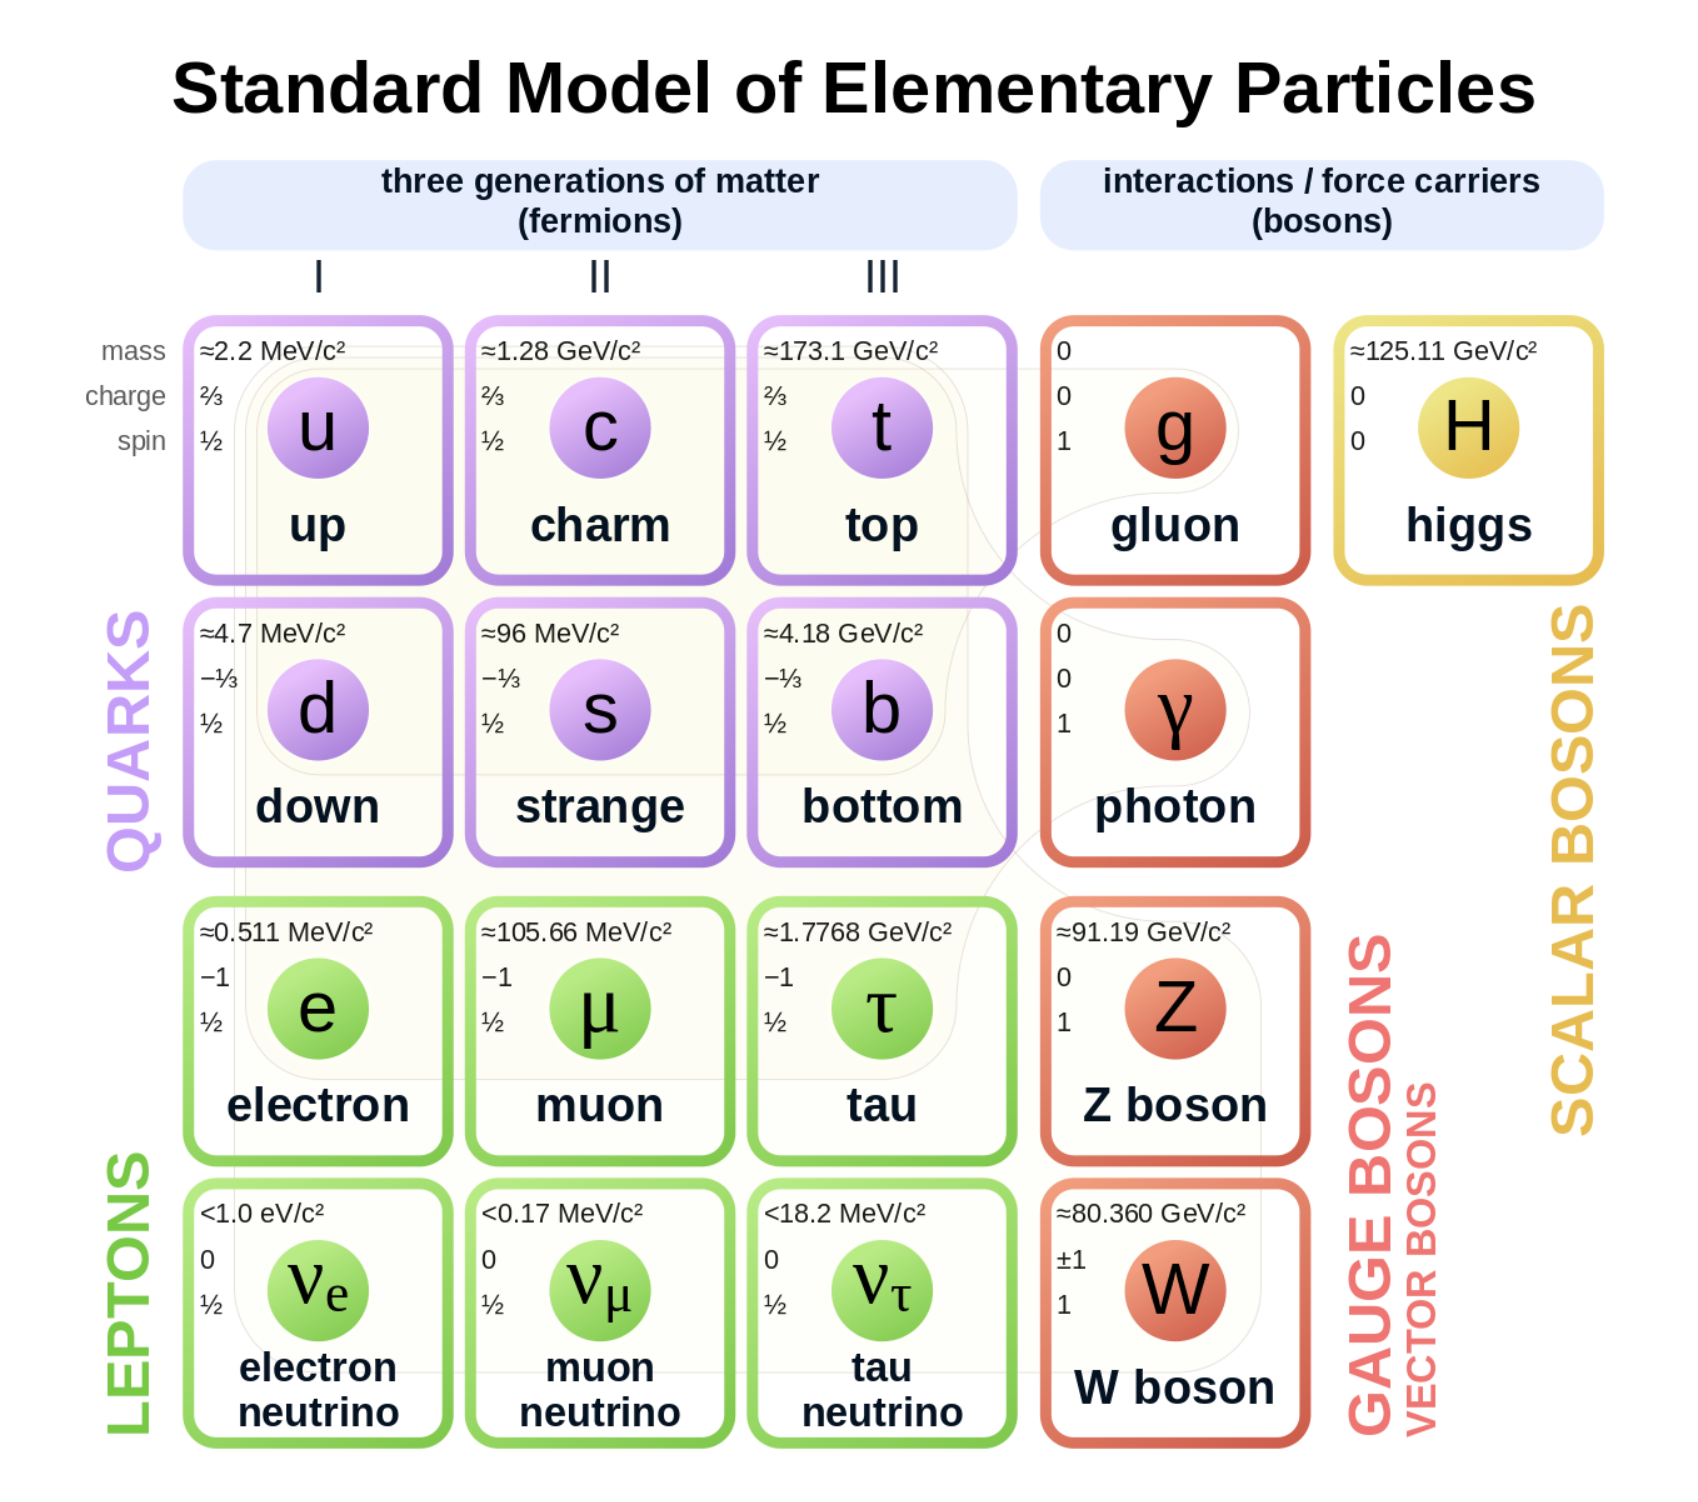 Standard Model of Elementary Particles
three generations of matter
(fermions)
interactions / force carriers
(bosons)
I
II
III
mass
charge
spin
≈2.2 MeV/c²
⅔
½
u
up
≈1.28 GeV/c²
⅔
½
c
charm
≈173.1 GeV/c²
⅔
½
t
top
0
0
1
g
gluon
≈125.11 GeV/c²
0
0
H
higgs
QUARKS
≈4.7 MeV/c²
−⅓
½
d
down
≈96 MeV/c²
−⅓
½
s
strange
≈4.18 GeV/c²
−⅓
½
b
bottom
0
0
1
γ
photon
SCALAR BOSONS
LEPTONS
≈0.511 MeV/c²
−1
½
e
electron
≈105.66 MeV/c²
−1
½
μ
muon
≈1.7768 GeV/c²
−1
½
τ
tau
≈91.19 GeV/c²
0
1
Z
Z boson
<1.0 eV/c²
0
½
νe
electron
neutrino
<0.17 MeV/c²
0
½
νμ
muon
neutrino
<18.2 MeV/c²
0
½
ντ
tau
neutrino
≈80.360 GeV/c²
±1
1
W
W boson
GAUGE BOSONS
VECTOR BOSONS